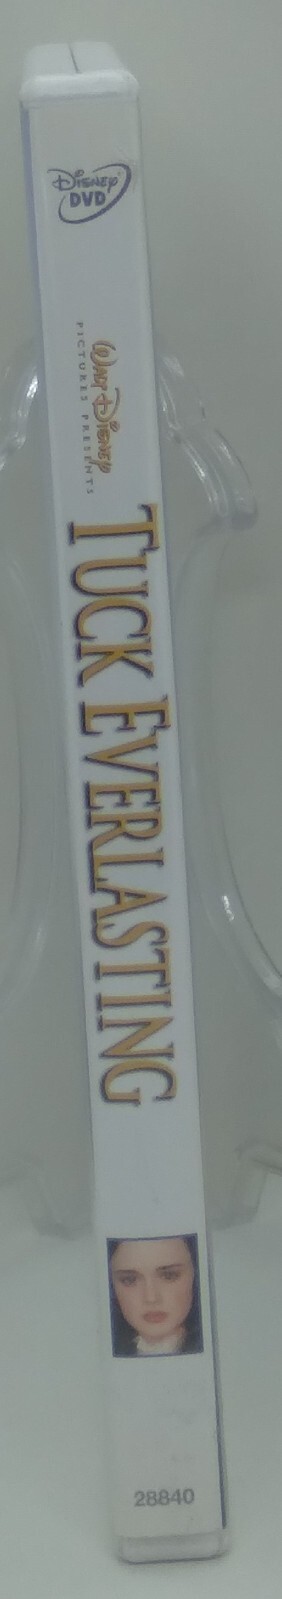 Disney
DVD
Walt Disney
PICTURES PRESENTS
TUCK EVERLASTING
28840